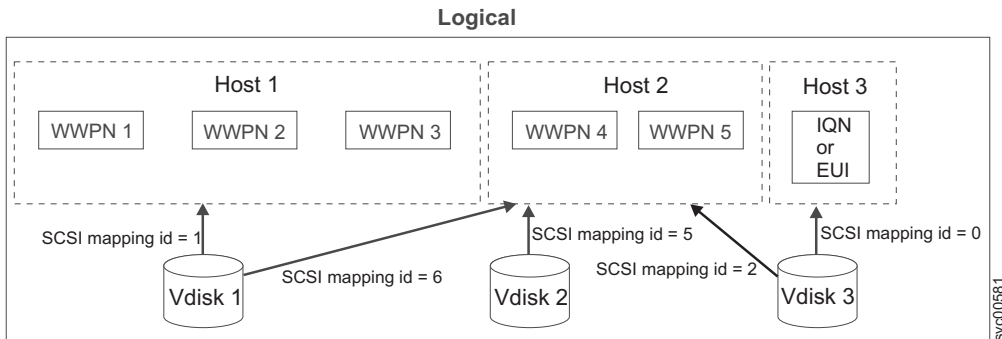 Logical
Host 1
Host 2
Host 3
WWPN 1
WWPN 2
WWPN 3
WWPN 4
WWPN 5
IQN
or
EUI
SCSI mapping id = 1
SCSI mapping id = 6
SCSI mapping id = 5
SCSI mapping id = 2
SCSI mapping id = 0
Vdisk 1
Vdisk 2
Vdisk 3
svc00581